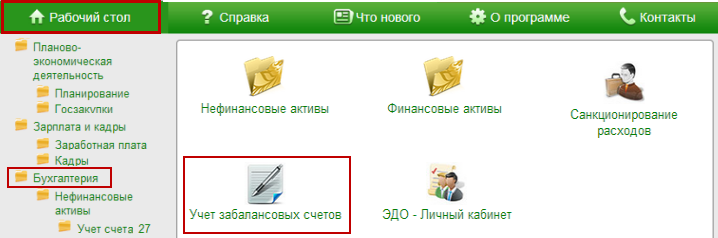 Рабочий стол
Справка
Что нового
О программе
Контакты
Планово-
экономическая
деятельность
Планирование
Госзакупки
Зарплата и кадры
Заработная плата
Кадры
Бухгалтерия
Нефинансовые
активы
Учет счета 27
Нефинансовые активы
Финансовые активы
Санкционирование
расходов
Учет забалансовых счетов
ЭДО - Личный кабинет